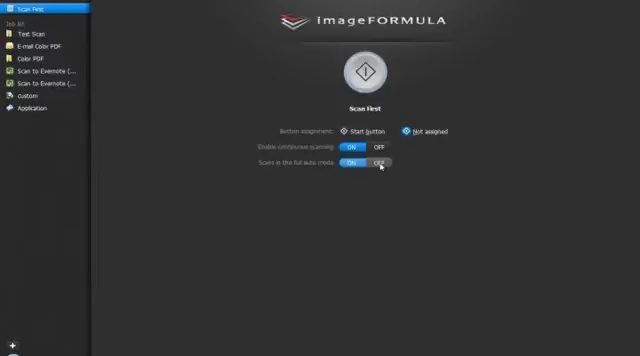 Scan First
Job list
Test Scan
E-mail Color PDF
Color PDF
Scan to Evernote (...
Scan to Evernote (...
custom
Application
imageFORMULA
Scan First
Button assignment: Start button Not assigned
Enable continuous scanning: ON OFF
Scans in the full auto mode: ON OFF